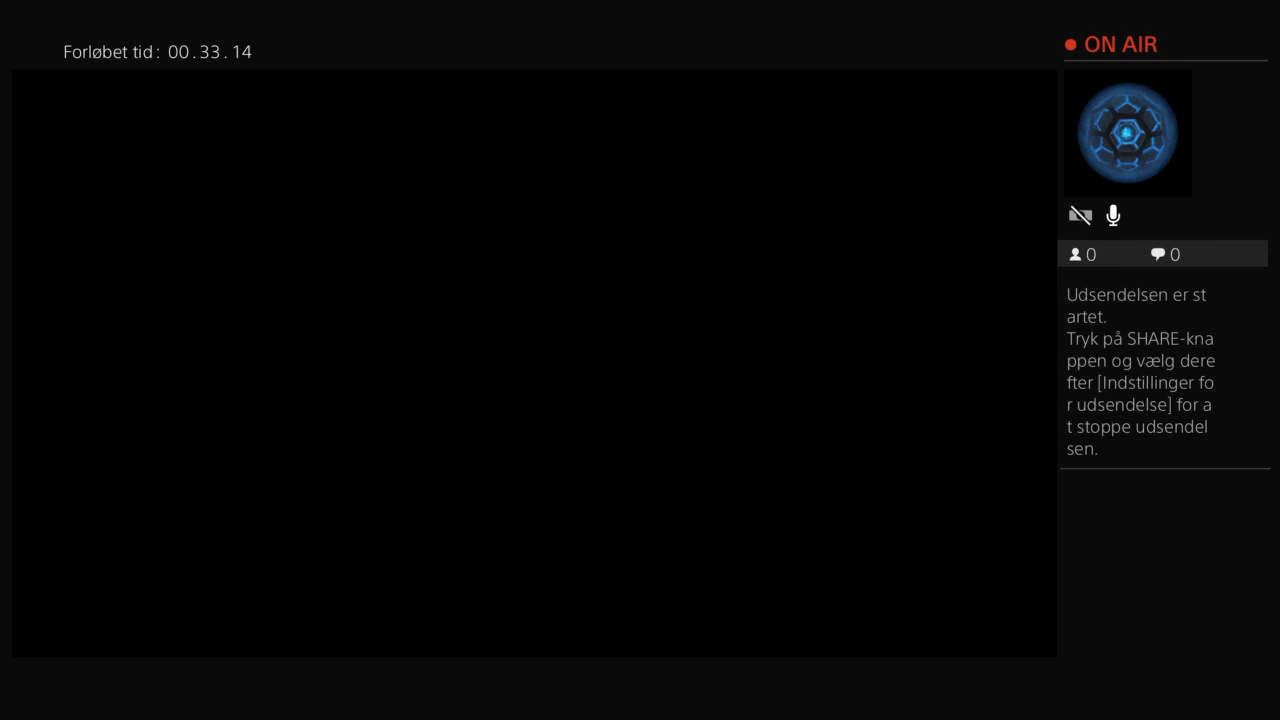 Forløbet tid: 00.33.14
ON AIR
0 0
Udsendelsen er st
artet.
Tryk på SHARE-kna
ppen og vælg dere
fter [Indstillinger fo
r udsendelse] for a
t stoppe udsendel
sen.